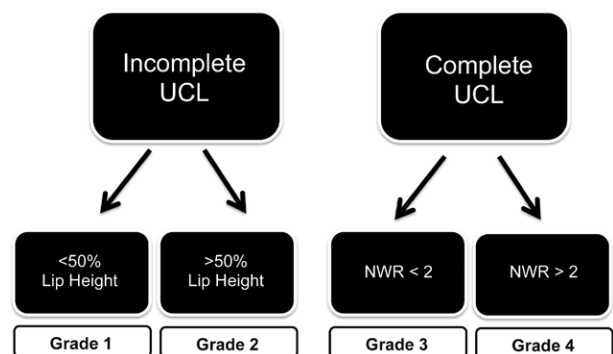 Incomplete
UCL
Complete
UCL
<50%
Lip Height
>50%
Lip Height
NWR < 2
NWR > 2
Grade 1
Grade 2
Grade 3
Grade 4